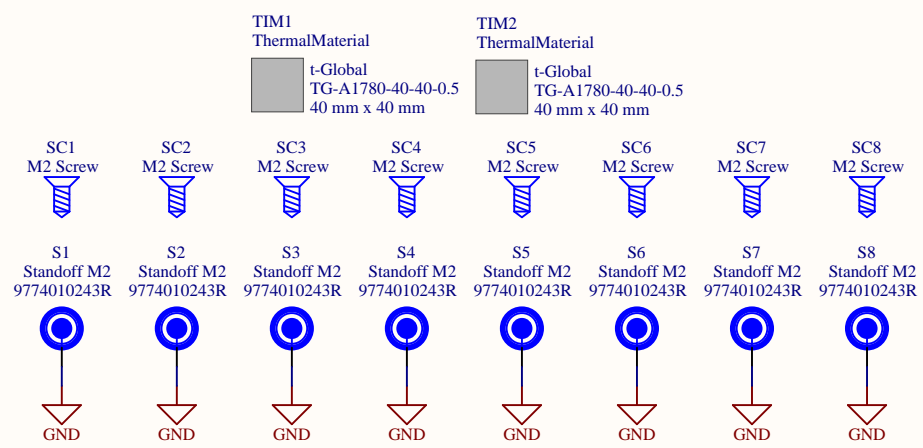 TIM1
ThermalMaterial
t-Global
TG-A1780-40-40-0.5
40 mm x 40 mm
TIM2
ThermalMaterial
t-Global
TG-A1780-40-40-0.5
40 mm x 40 mm
SC1 SC2 SC3 SC4 SC5 SC6 SC7 SC8
M2 Screw M2 Screw M2 Screw M2 Screw M2 Screw M2 Screw M2 Screw M2 Screw
S1 S2 S3 S4 S5 S6 S7 S8
Standoff M2 Standoff M2 Standoff M2 Standoff M2 Standoff M2 Standoff M2 Standoff M2 Standoff M2
9774010243R 9774010243R 9774010243R 9774010243R 9774010243R 9774010243R 9774010243R 9774010243R
GND GND GND GND GND GND GND GND